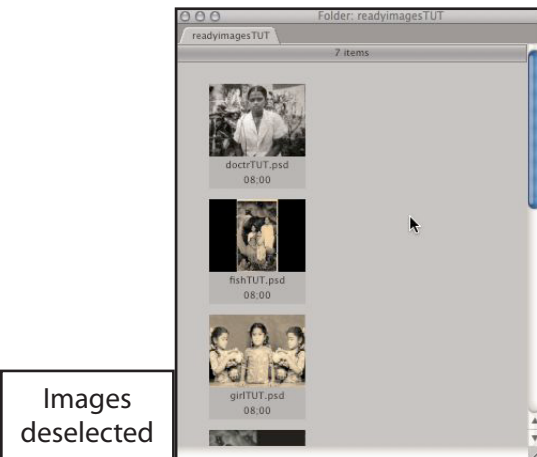 Folder: readyimagesTUT
readyimagesTUT
7 items
doctrTUT.psd
08;00
fishTUT.psd
08;00
girlTUT.psd
08;00
Images
deselected